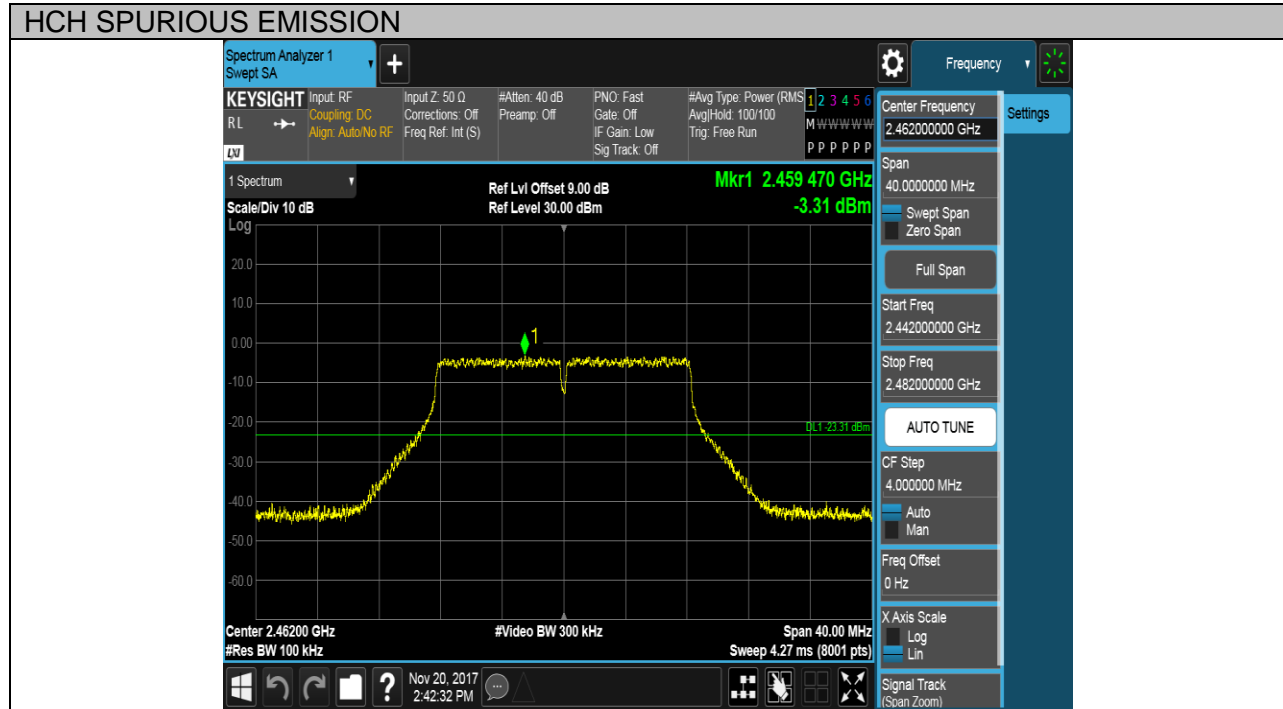 HCH SPURIOUS EMISSION
Spectrum Analyzer 1
Swept SA
+
Frequency
KEYSIGHT
RL
LXI
Input: RF
Coupling: DC
Align: Auto/No RF
Input Z: 50 Ω
Corrections: Off
Freq Ref: Int (S)
#Atten: 40 dB
Preamp: Off
PNO: Fast
Gate: Off
IF Gain: Low
Sig Track: Off
#Avg Type: Power (RMS
Avg|Hold: 100/100
Trig: Free Run
1 2 3 4 5 6
M W W W W W
P P P P P P
1 Spectrum
Scale/Div 10 dB
Log
Ref Lvl Offset 9.00 dB
Ref Level 30.00 dBm
Mkr1 2.459 470 GHz
-3.31 dBm
20.0
10.0
0.00
-10.0
-20.0
-30.0
-40.0
-50.0
-60.0
1
DL1 -23.31 dBm
Center 2.46200 GHz
#Res BW 100 kHz
#Video BW 300 kHz
Span 40.00 MHz
Sweep 4.27 ms (8001 pts)
?
Nov 20, 2017
2:42:32 PM
Center Frequency
2.462000000 GHz
Settings
Span
40.0000000 MHz
Swept Span
Zero Span
Full Span
Start Freq
2.442000000 GHz
Stop Freq
2.482000000 GHz
AUTO TUNE
CF Step
4.000000 MHz
Auto
Man
Freq Offset
0 Hz
X Axis Scale
Log
Lin
Signal Track
(Span Zoom)